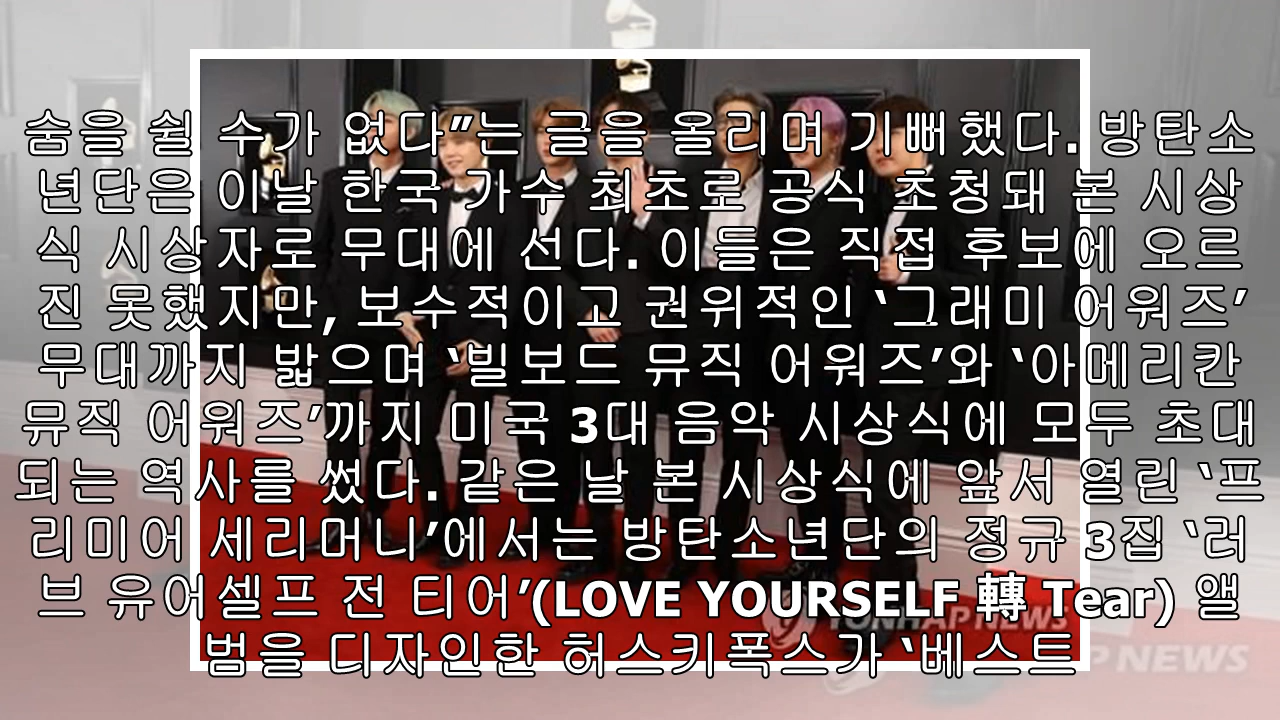 숨을 쉴 수가 없다”는 글을 올리며 기뻐했다. 방탄소
년단은 이날 한국 가수 최초로 공식 초청돼 본 시상
식 시상자로 무대에 선다. 이들은 직접 후보에 오르
진 못했지만, 보수적이고 권위적인 ‘그래미 어워즈’
무대까지 밟으며 ‘빌보드 뮤직 어워즈’와 ‘아메리칸
뮤직 어워즈’까지 미국 3대 음악 시상식에 모두 초대
되는 역사를 썼다. 같은 날 본 시상식에 앞서 열린 ‘프
리미어 세리머니’에서는 방탄소년단의 정규 3집 ‘러
브 유어셀프 전 티어’(LOVE YOURSELF 轉 Tear) 앨
범을 디자인한 허스키폭스가 ‘베스트
YONHAP NEWS
P NEWS